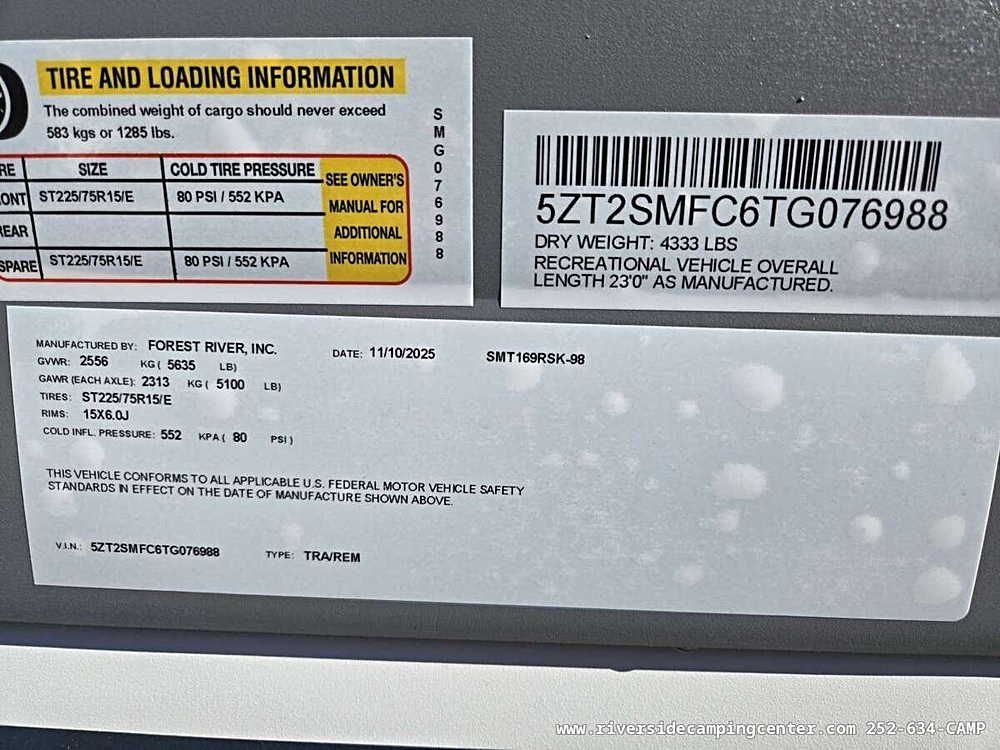 TIRE AND LOADING INFORMATION
The combined weight of cargo should never exceed
583 kgs or 1285 lbs.
RE SIZE COLD TIRE PRESSURE SEE OWNER'S MANUAL FOR ADDITIONAL INFORMATION
ONT ST225/75R15/E 80 PSI / 552 KPA
REAR
SPARE ST225/75R15/E 80 PSI / 552 KPA
SMG076988
5ZT2SMFC6TG076988
DRY WEIGHT: 4333 LBS
RECREATIONAL VEHICLE OVERALL
LENGTH 23'0" AS MANUFACTURED.
MANUFACTURED BY: FOREST RIVER, INC. DATE: 11/10/2025 SMT169RSK-98
GVWR: 2556 KG ( 5635 LB)
GAWR (EACH AXLE): 2313 KG ( 5100 LB)
TIRES: ST225/75R15/E
RIMS: 15X6.0J
COLD INFL. PRESSURE: 552 KPA ( 80 PSI )
THIS VEHICLE CONFORMS TO ALL APPLICABLE U.S. FEDERAL MOTOR VEHICLE SAFETY
STANDARDS IN EFFECT ON THE DATE OF MANUFACTURE SHOWN ABOVE.
V.I.N.: 5ZT2SMFC6TG076988 TYPE: TRA/REM
www.riversidecampingcenter.com 252-634-CAMP